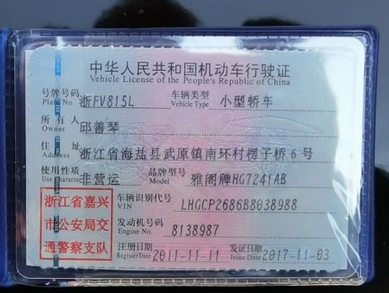 中华人民共和国机动车行驶证
Vehicle License of the People's Republic of China
号牌号码 浙FV815L 车辆类型 小型轿车
Plate No. Vehicle Type
所有人 邱善琴
Owner
住址 浙江省海盐县武原镇南环村楞子桥6号
Address
使用性质 非营运 品牌型号 雅阁牌HG7241AB
Use Character Model
浙江省嘉兴 车辆识别代号 LHGCP2686B8038988
VIN
市公安局交 发动机号码 8138987
Engine No.
通警察支队 注册日期 2011-11-11 发证日期 2017-11-03
Register Date Issue Date